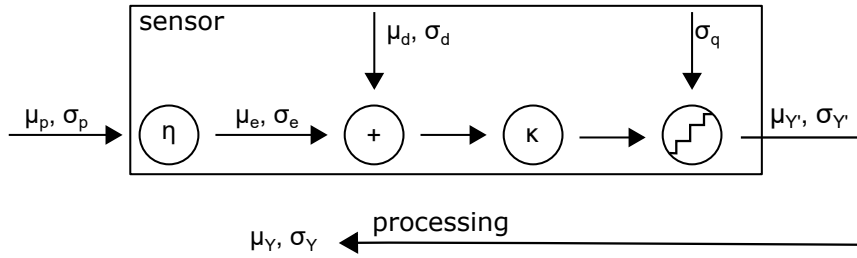 sensor
μd, σd
σq
μp, σp
η
μe, σe
+
κ
μY', σY'
processing
μY, σY